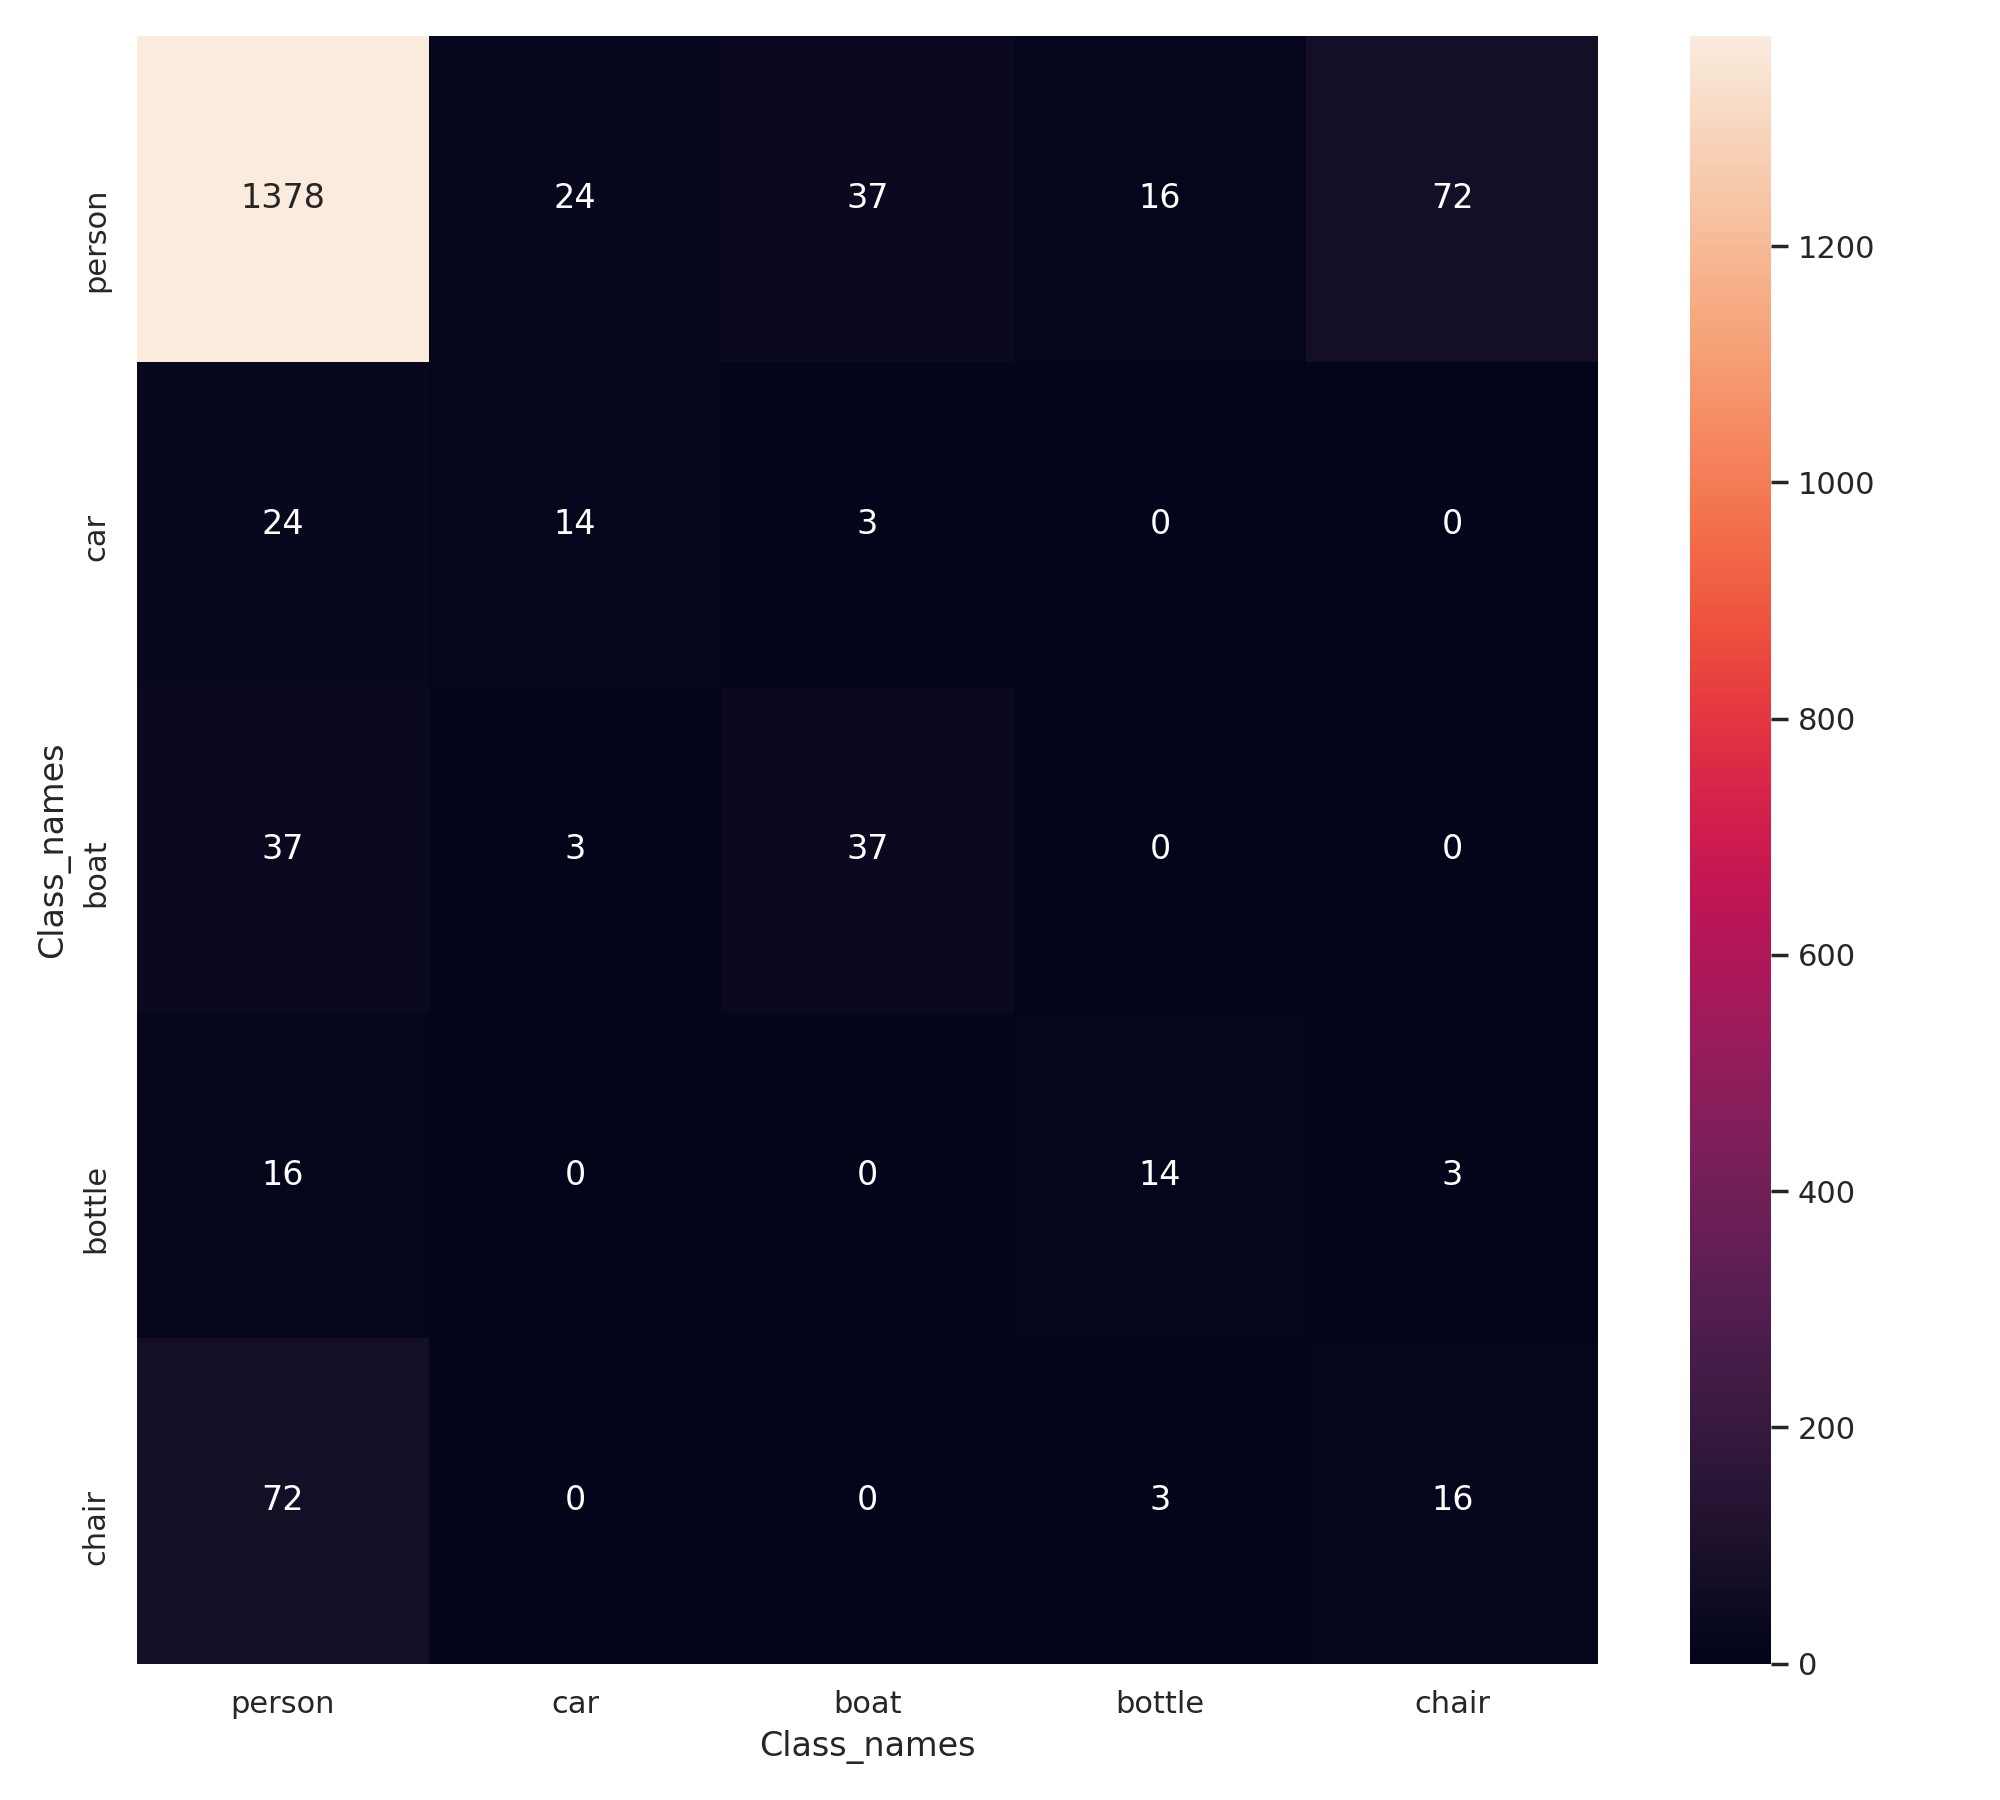 1378 24 37 16 72
person
24 14 3 0 0
car
37 3 37 0 0
boat
16 0 0 14 3
bottle
72 0 0 3 16
chair
Class_names
person car boat bottle chair
Class_names
1200
1000
800
600
400
200
0